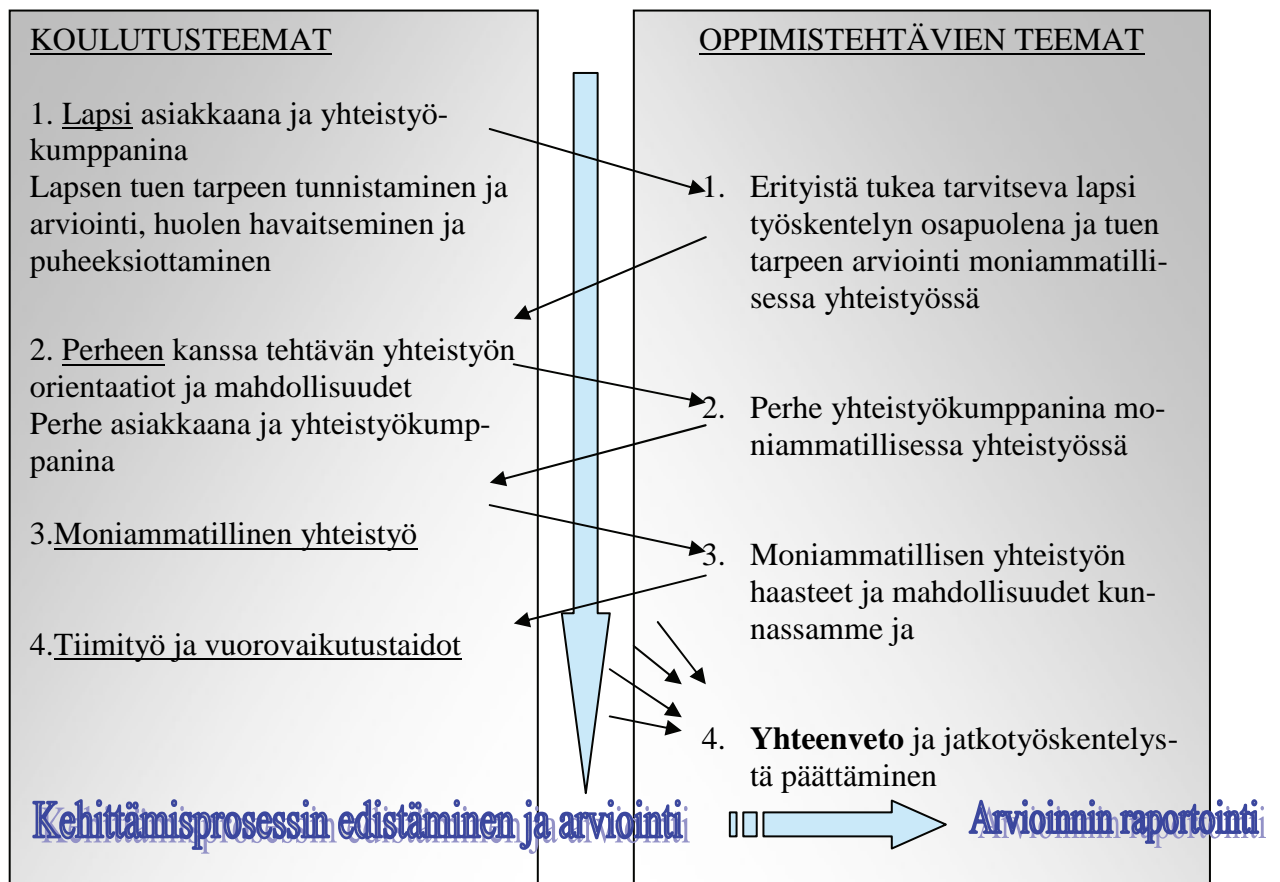 KOULUTUSTEEMAT
1. Lapsi asiakkaana ja yhteistyö-
kumppanina
Lapsen tuen tarpeen tunnistaminen ja
arviointi, huolen havaitseminen ja
puheeksiottaminen
2. Perheen kanssa tehtävän yhteistyön
orientaatiot ja mahdollisuudet
Perhe asiakkaana ja yhteistyökump-
panina
3.Moniammatillinen yhteistyö
4.Tiimityö ja vuorovaikutustaidot
OPPIMISTEHTÄVIEN TEEMAT
1. Erityistä tukea tarvitseva lapsi
työskentelyn osapuolena ja tuen
tarpeen arviointi moniammatilli-
sessa yhteistyössä
2. Perhe yhteistyökumppanina mo-
niammatillisessa yhteistyössä
3. Moniammatillisen yhteistyön
haasteet ja mahdollisuudet kun-
nassamme ja
4. Yhteenveto ja jatkotyöskentelys-
tä päättäminen
Kehittämisprosessin edistäminen ja arviointi
Arvioinnin raportointi